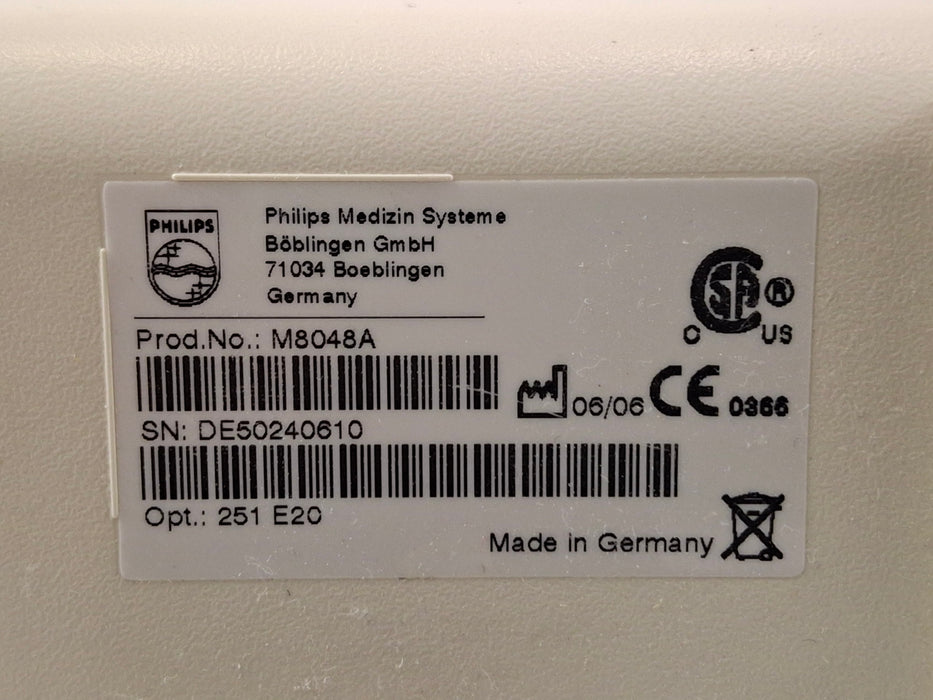 PHILIPS
Philips Medizin Systeme
Böblingen GmbH
71034 Boeblingen
Germany
Prod.No.: M8048A
SN: DE50240610
Opt.: 251 E20
SA ®
C US
06/06 CE 0366
Made in Germany